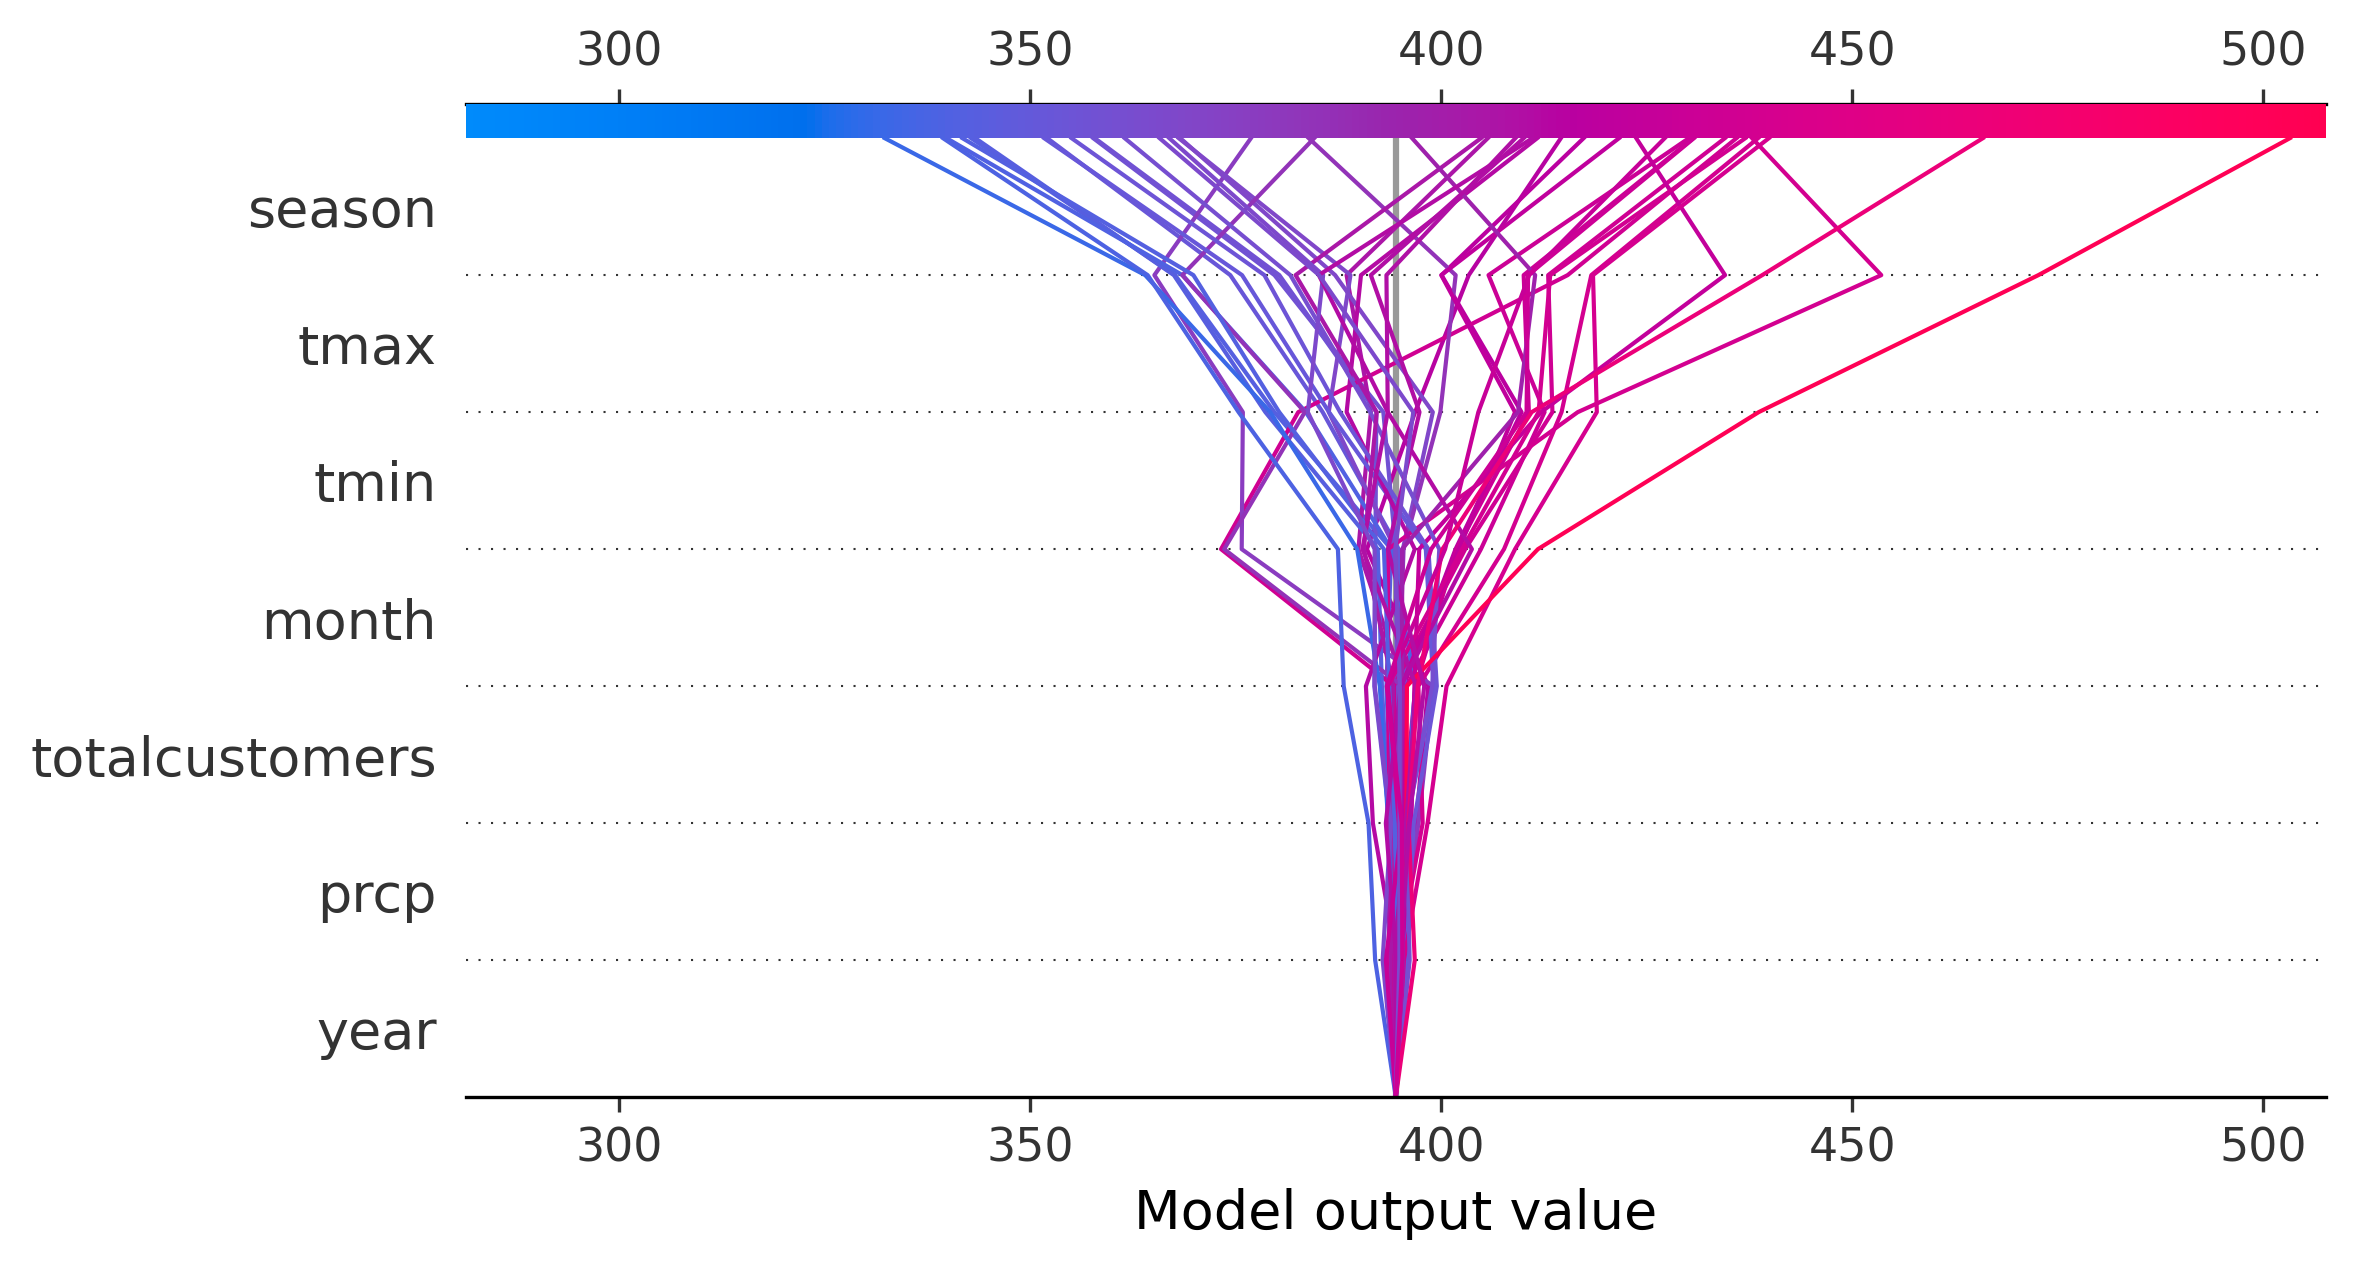 300 350 400 450 500
season
tmax
tmin
month
totalcustomers
prcp
year
300 350 400 450 500
Model output value